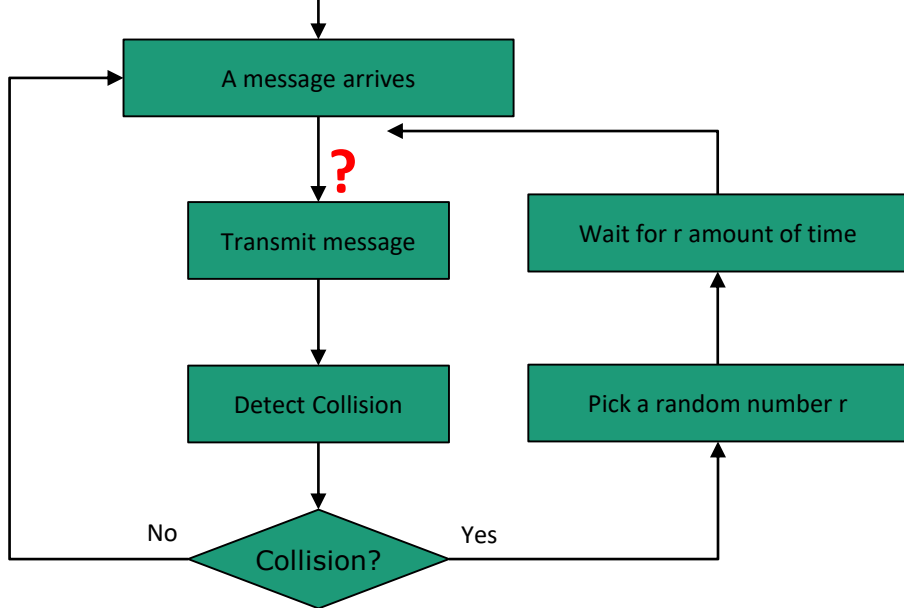 A message arrives
?
Transmit message
Wait for r amount of time
Detect Collision
Pick a random number r
No
Yes
Collision?